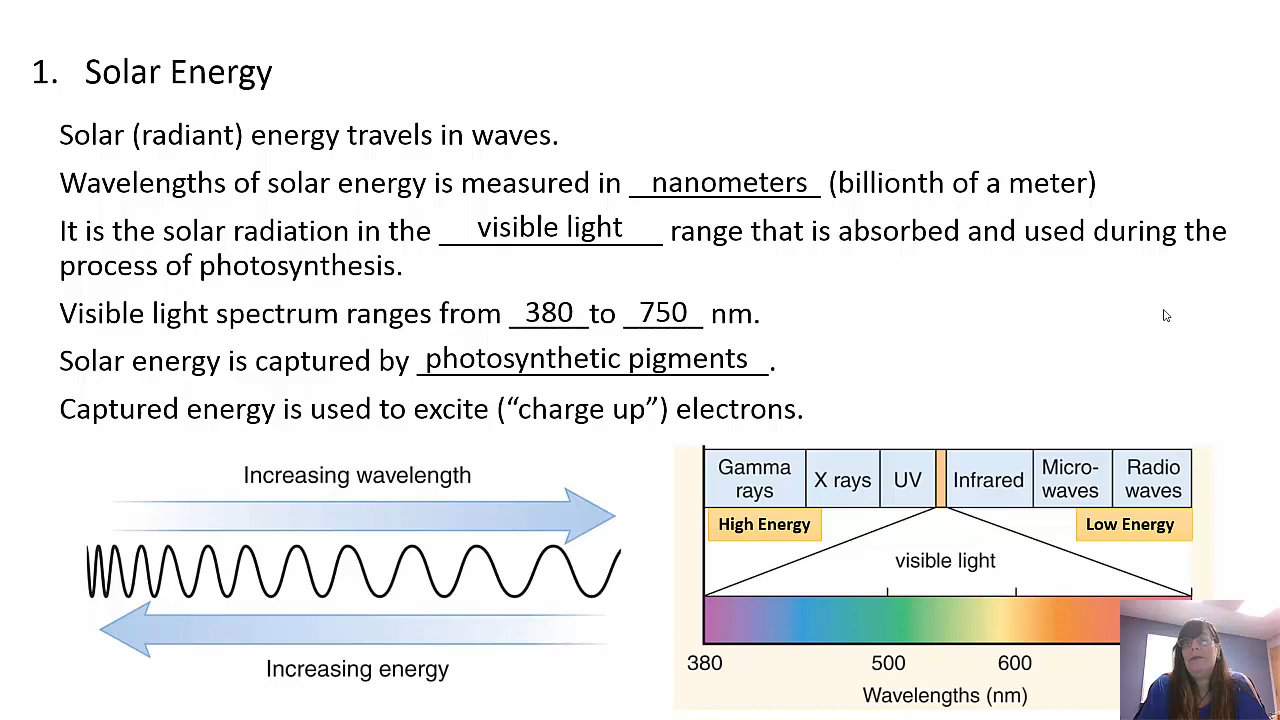 1. Solar Energy
Solar (radiant) energy travels in waves.
Wavelengths of solar energy is measured in nanometers (billionth of a meter)
It is the solar radiation in the visible light range that is absorbed and used during the
process of photosynthesis.
Visible light spectrum ranges from 380 to 750 nm.
Solar energy is captured by photosynthetic pigments.
Captured energy is used to excite (“charge up”) electrons.
Increasing wavelength
Increasing energy
Gamma
rays
X rays
UV
Infrared
Micro-
waves
Radio
waves
High Energy
Low Energy
visible light
380 500 600
Wavelengths (nm)